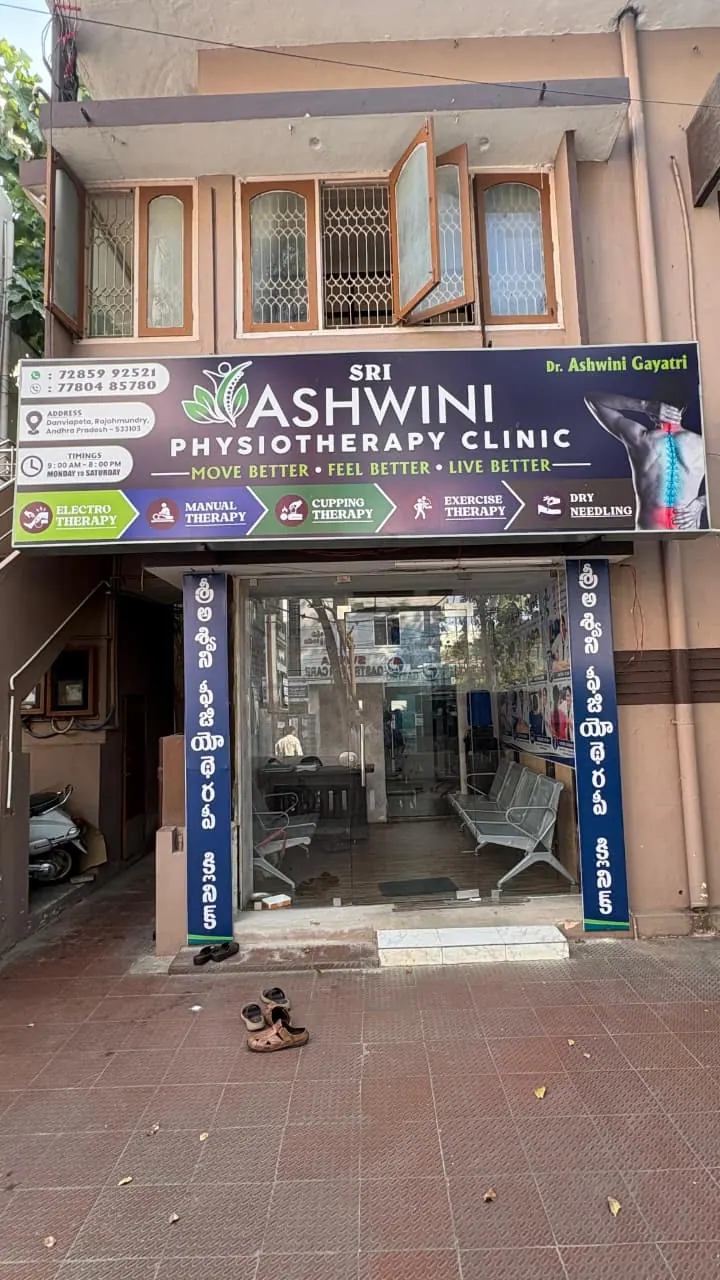 : 72859 92521
: 77804 85780
ADDRESS
Danviapeta, Rajohmundry,
Andhra Pradesh - 533103
TIMINGS
9:00 AM - 8:00 PM
MONDAY TO SATURDAY
SRI
ASHWINI
PHYSIOTHERAPY CLINIC
MOVE BETTER • FEEL BETTER • LIVE BETTER
Dr. Ashwini Gayatri
ELECTRO
THERAPY
MANUAL
THERAPY
CUPPING
THERAPY
EXERCISE
THERAPY
DRY
NEEDLING
శ్రీ అశ్విని ఫిజియోథెరపీ క్లినిక్
శ్రీ అశ్విని ఫిజియోథెరపీ క్లినిక్